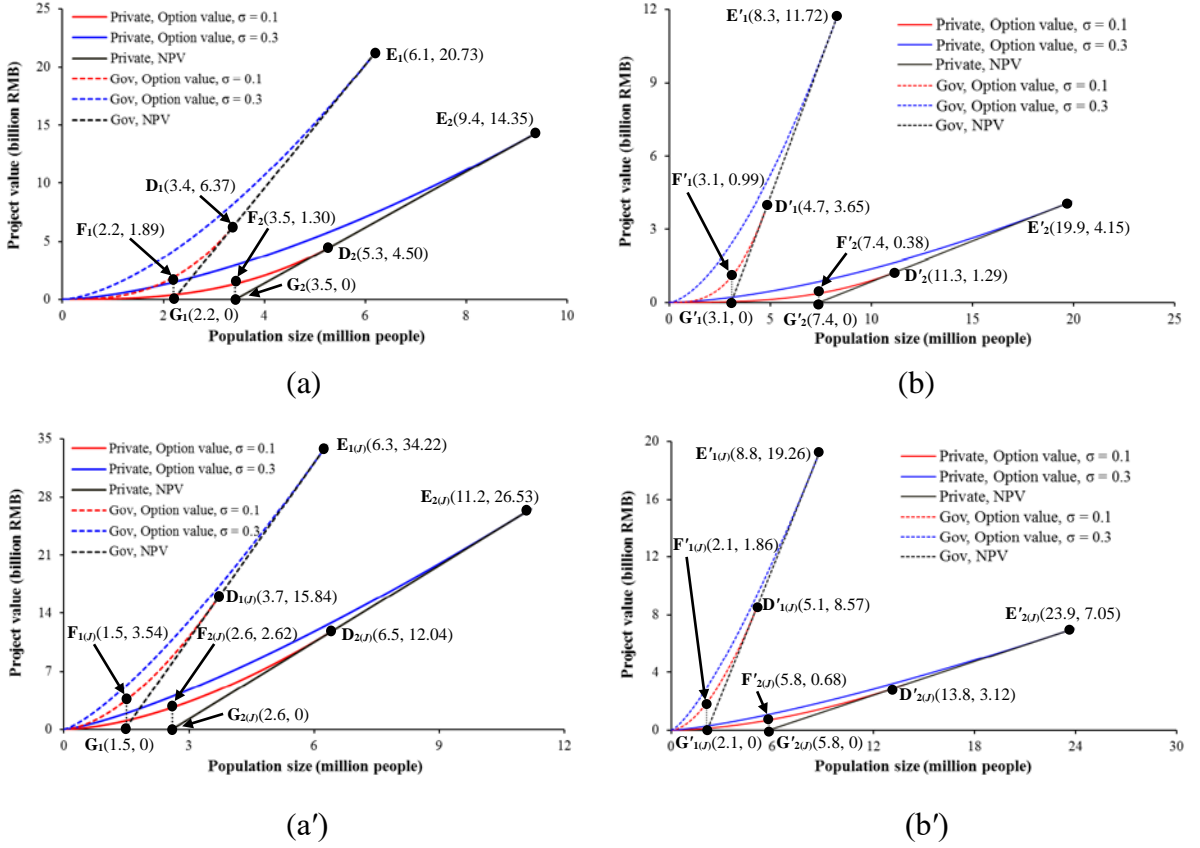 Project value (billion RMB)
25
20
15
10
5
0
Private, Option value, σ = 0.1
Private, Option value, σ = 0.3
Private, NPV
Gov, Option value, σ = 0.1
Gov, Option value, σ = 0.3
Gov, NPV
E1(6.1, 20.73)
E2(9.4, 14.35)
D1(3.4, 6.37)
F2(3.5, 1.30)
F1(2.2, 1.89)
D2(5.3, 4.50)
G2(3.5, 0)
G1(2.2, 0)
0 4 6 8 10
Population size (million people)
(a)
Project value (billion RMB)
12
9
6
3
0
E′1(8.3, 11.72)
Private, Option value, σ = 0.1
Private, Option value, σ = 0.3
Private, NPV
Gov, Option value, σ = 0.1
Gov, Option value, σ = 0.3
Gov, NPV
F′1(3.1, 0.99)
D′1(4.7, 3.65)
F′2(7.4, 0.38)
E′2(19.9, 4.15)
D′2(11.3, 1.29)
G′1(3.1, 0)
G′2(7.4, 0)
0 5 10 15 20 25
Population size (million people)
(b)
Project value (billion RMB)
35
28
21
14
7
0
Private, Option value, σ = 0.1
Private, Option value, σ = 0.3
Private, NPV
Gov, Option value, σ = 0.1
Gov, Option value, σ = 0.3
Gov, NPV
E1(J)(6.3, 34.22)
E2(J)(11.2, 26.53)
D1(J)(3.7, 15.84)
F1(J)(1.5, 3.54)
F2(J)(2.6, 2.62)
D2(J)(6.5, 12.04)
G2(J)(2.6, 0)
G1(1.5, 0)
0 3 6 9 12
Population size (million people)
(a′)
Project value (billion RMB)
20
16
12
8
4
0
E′1(J)(8.8, 19.26)
Private, Option value, σ = 0.1
Private, Option value, σ = 0.3
Private, NPV
Gov, Option value, σ = 0.1
Gov, Option value, σ = 0.3
Gov, NPV
F′1(J)(2.1, 1.86)
D′1(J)(5.1, 8.57)
E′2(J)(23.9, 7.05)
F′2(J)(5.8, 0.68)
D′2(J)(13.8, 3.12)
G′1(J)(2.1, 0)
G′2(J)(5.8, 0)
0 6 12 18 24 30
Population size (million people)
(b′)